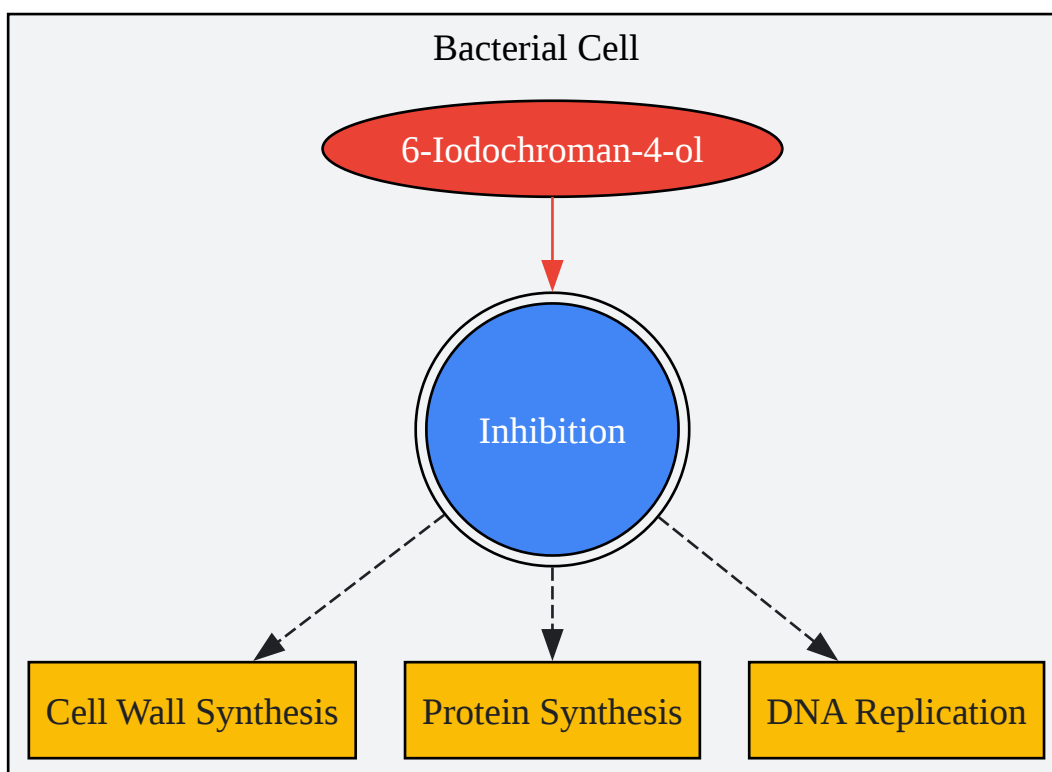 Bacterial Cell
6-Iodochroman-4-ol
Inhibition
Cell Wall Synthesis
Protein Synthesis
DNA Replication